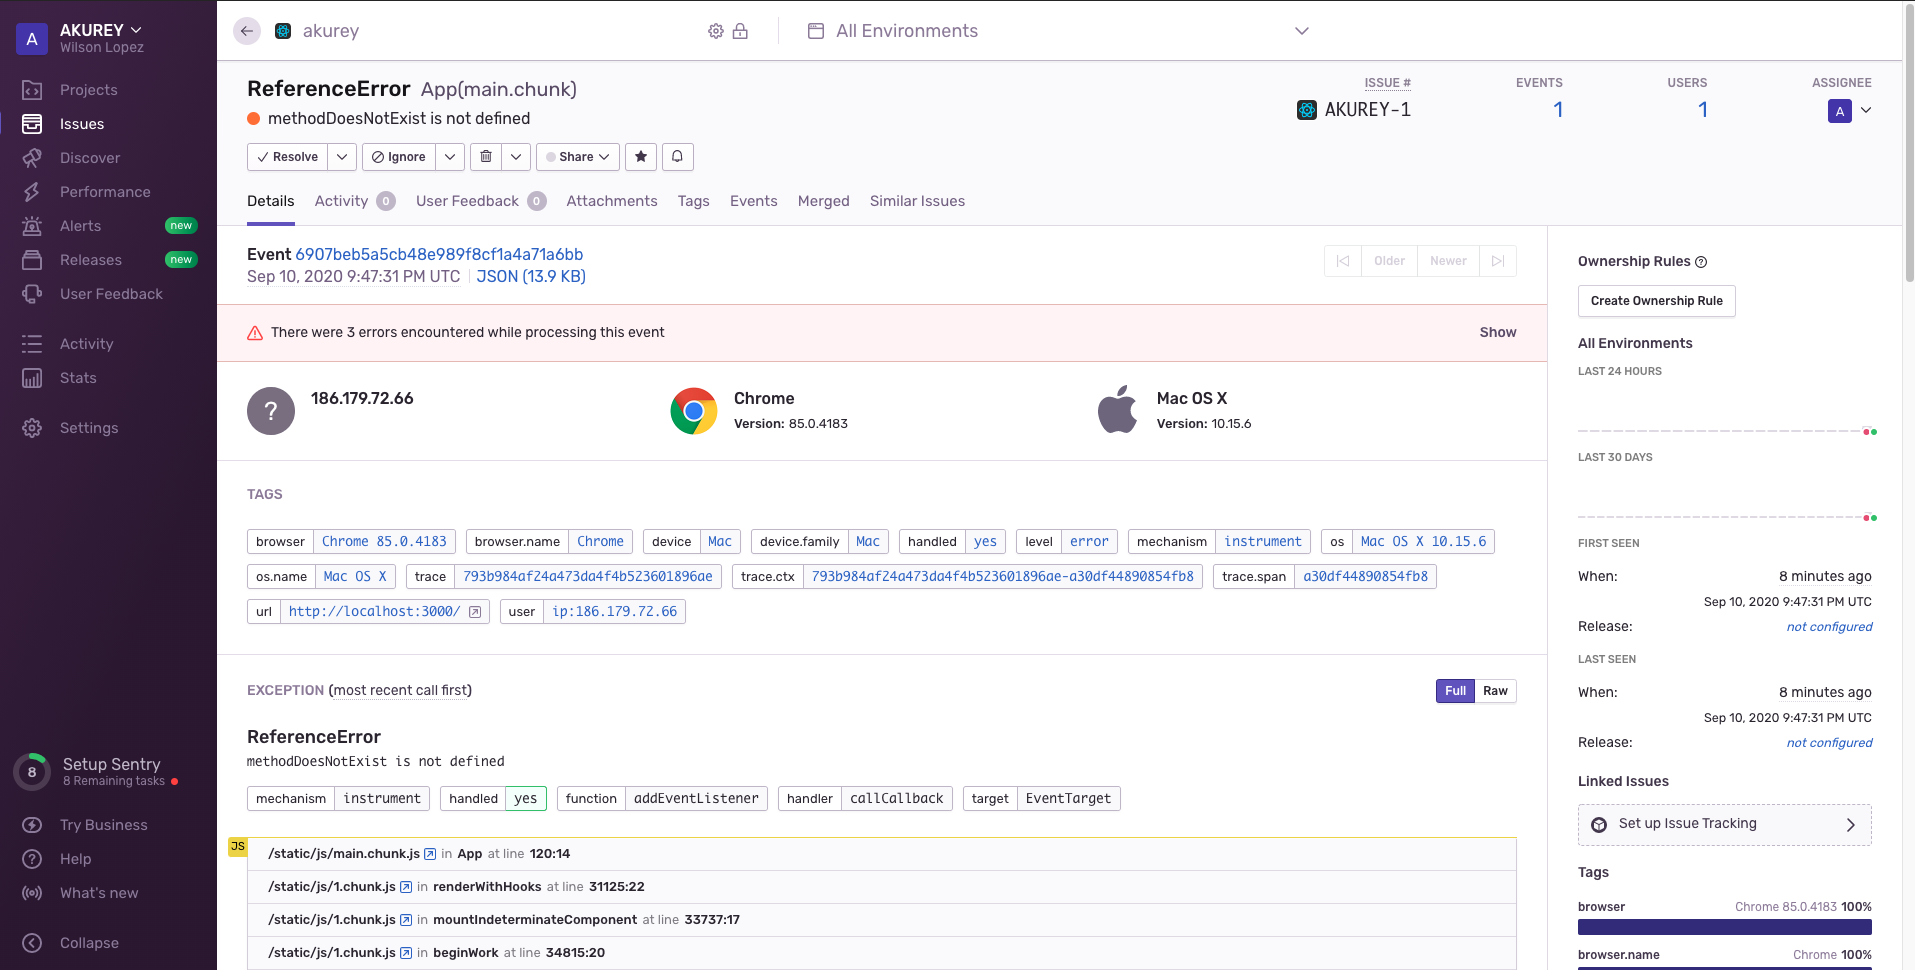 A
AKUREY
Wilson Lopez
Projects
Issues
Discover
Performance
Alerts new
Releases new
User Feedback
Activity
Stats
Settings
8
Setup Sentry
8 Remaining tasks
Try Business
Help
What's new
Collapse
akurey
All Environments
ReferenceError App(main.chunk)
methodDoesNotExist is not defined
ISSUE # EVENTS USERS ASSIGNEE
AKUREY-1 1 1 A
Resolve Ignore Share
Details Activity 0 User Feedback 0 Attachments Tags Events Merged Similar Issues
Event 6907beb5a5cb48e989f8cf1a4a71a6bb
Sep 10, 2020 9:47:31 PM UTC JSON (13.9 KB)
Older Newer
There were 3 errors encountered while processing this event Show
? 186.179.72.66
Chrome
Version: 85.0.4183
Mac OS X
Version: 10.15.6
TAGS
browser Chrome 85.0.4183 browser.name Chrome device Mac device.family Mac handled yes level error mechanism instrument os Mac OS X 10.15.6
os.name Mac OS X trace 793b984af24a473da4f4b523601896ae trace.ctx 793b984af24a473da4f4b523601896ae-a30df44890854fb8 trace.span a30df44890854fb8
url http://localhost:3000/ user ip:186.179.72.66
EXCEPTION (most recent call first) Full Raw
ReferenceError
methodDoesNotExist is not defined
mechanism instrument handled yes function addEventListener handler callCallback target EventTarget
JS
/static/js/main.chunk.js in App at line 120:14
/static/js/1.chunk.js in renderWithHooks at line 31125:22
/static/js/1.chunk.js in mountIndeterminateComponent at line 33737:17
/static/js/1.chunk.js in beginWork at line 34815:20
Ownership Rules ?
Create Ownership Rule
All Environments
LAST 24 HOURS
LAST 30 DAYS
FIRST SEEN
When: 8 minutes ago
Sep 10, 2020 9:47:31 PM UTC
Release: not configured
LAST SEEN
When: 8 minutes ago
Sep 10, 2020 9:47:31 PM UTC
Release: not configured
Linked Issues
Set up Issue Tracking
Tags
browser Chrome 85.0.4183 100%
browser.name Chrome 100%